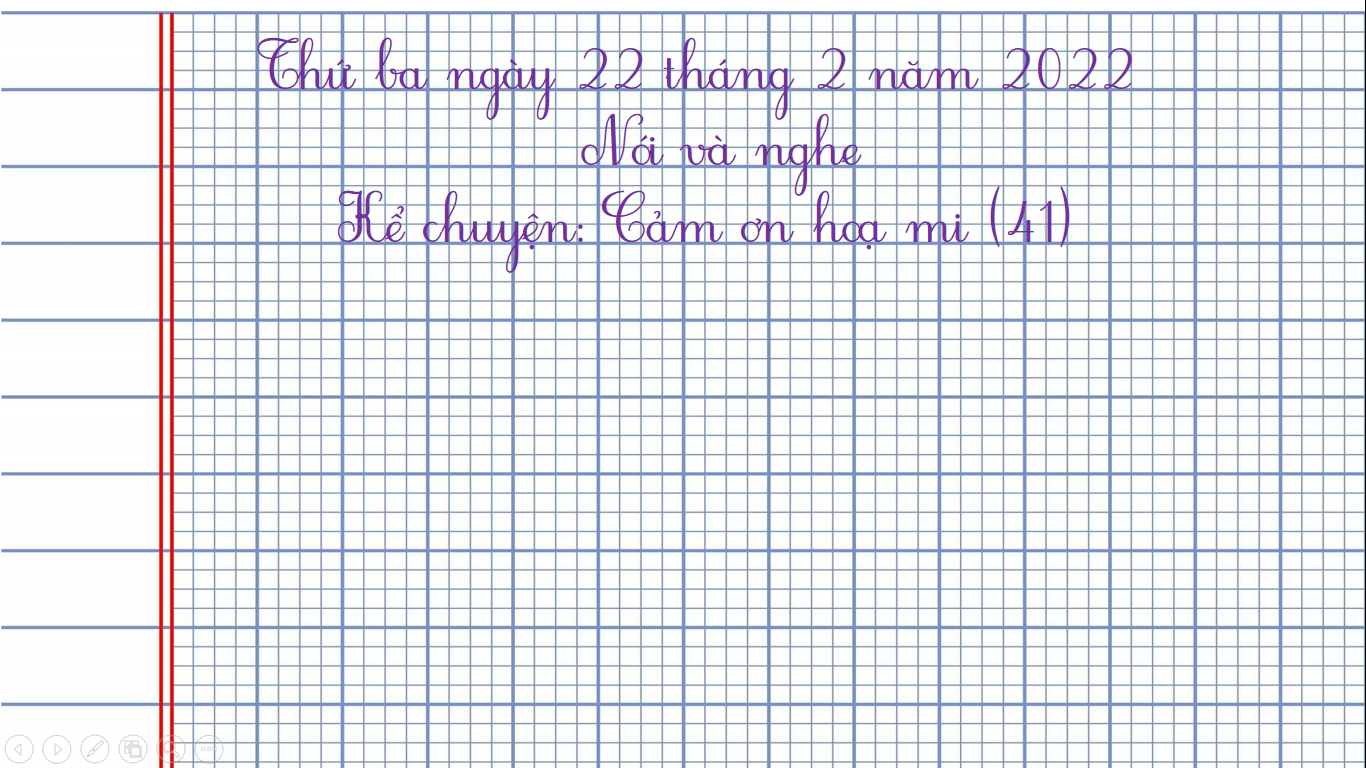 Thứ ba ngày 22 tháng 2 năm 2022
Nói và nghe
Kể chuyện: Cảm ơn hoạ mi (41)